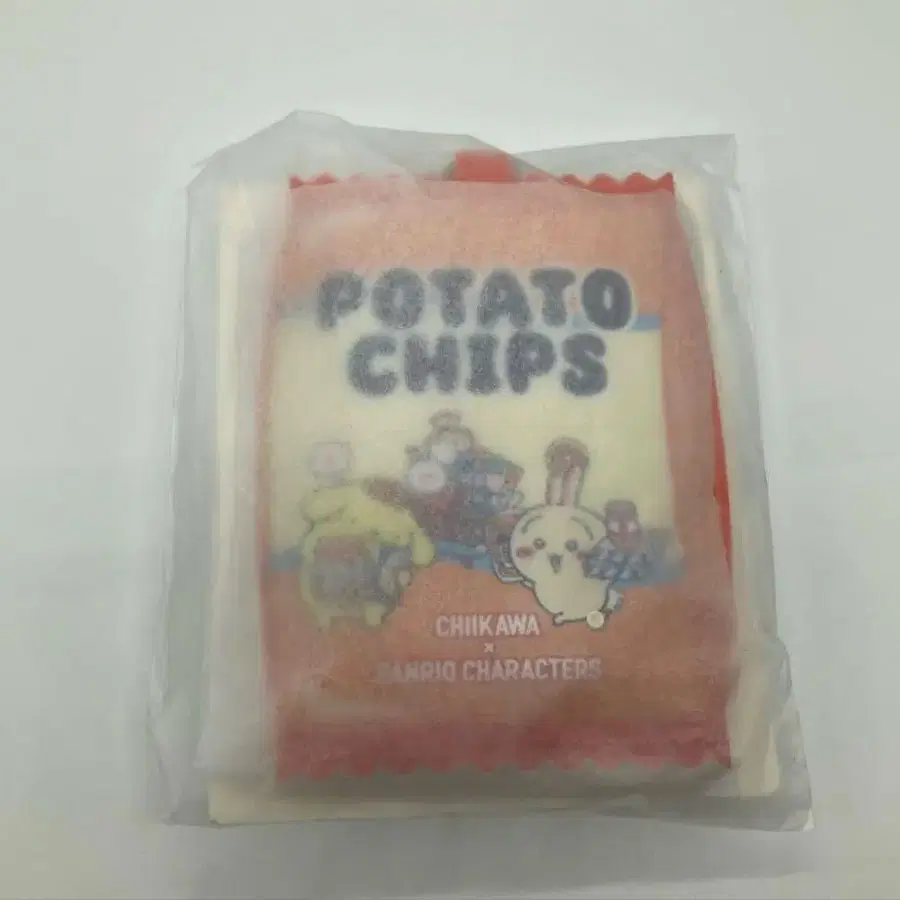 POTATO
CHIPS
CHIIKAWA
×
SANRIO CHARACTERS